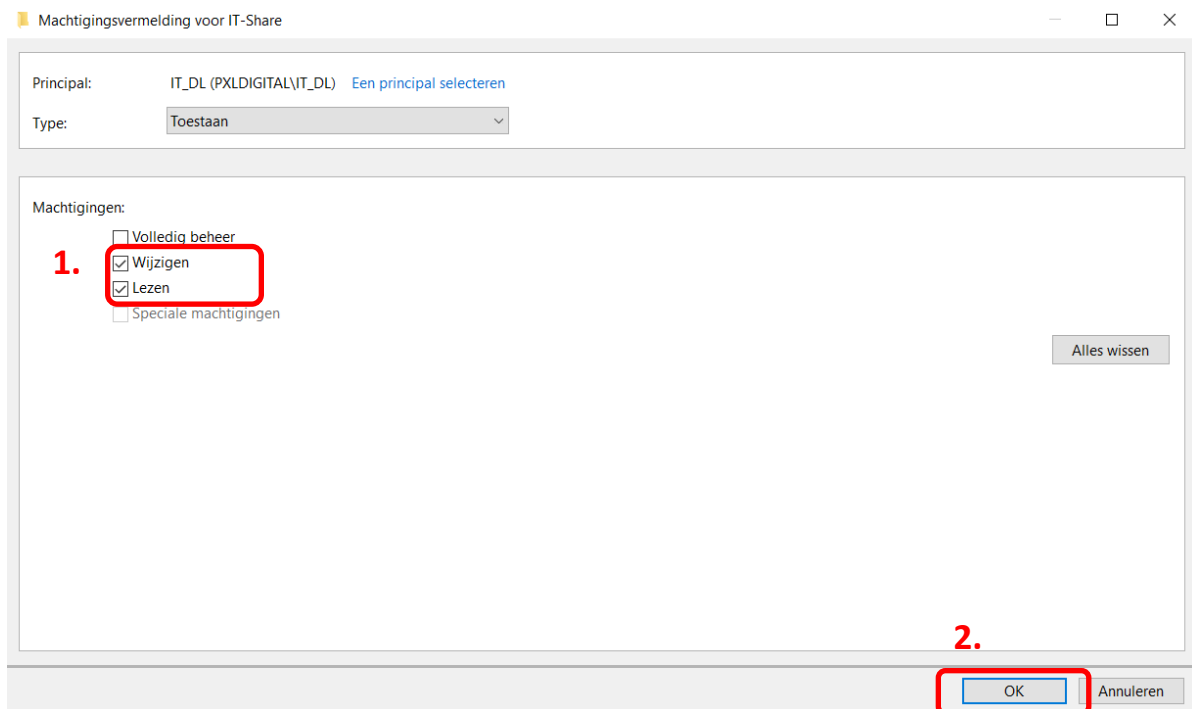 Machtigingsvermelding voor IT-Share
Principal: IT_DL (PXLDIGITAL\IT_DL) Een principal selecteren
Type: Toestaan
Machtigingen:
Volledig beheer
1. Wijzigen
Lezen
Speciale machtigingen
Alles wissen
2.
OK Annuleren